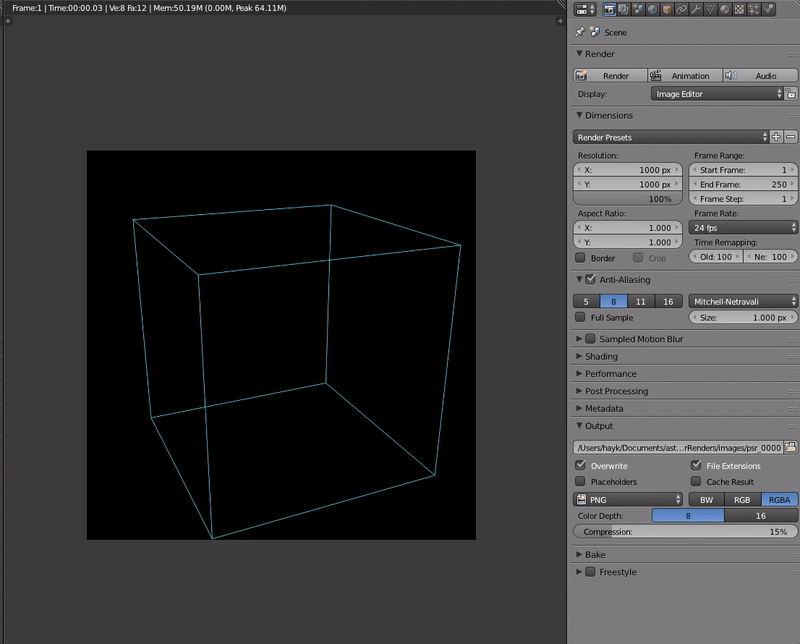 Frame:1 | Time:00:00.03 | Ve:8 Fa:12 | Mem:50.19M (0.00M, Peak 64.11M)
Scene
Render
Render Animation Audio
Display: Image Editor
Dimensions
Render Presets
Resolution: Frame Range:
X: 1000 px Start Frame: 1
Y: 1000 px End Frame: 250
100% Frame Step: 1
Aspect Ratio: Frame Rate:
X: 1.000 24 fps
Y: 1.000 Time Remapping:
Border Crop Old: 100 Ne: 100
Anti-Aliasing
5 8 11 16 Mitchell-Netravali
Full Sample Size: 1.000 px
Sampled Motion Blur
Shading
Performance
Post Processing
Metadata
Output
/Users/hayk/Documents/ast...rRenders/images/psr_0000
Overwrite File Extensions
Placeholders Cache Result
PNG BW RGB RGBA
Color Depth: 8 16
Compression: 15%
Bake
Freestyle